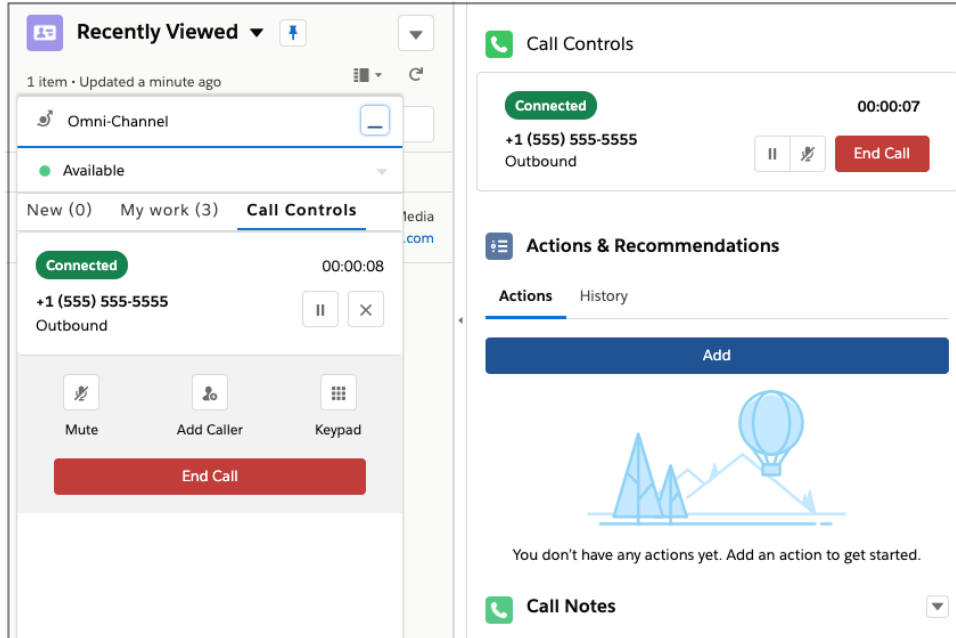 Recently Viewed
1 item • Updated a minute ago
Omni-Channel
Available
New (0) My work (3) Call Controls
.com
Connected 00:00:08
+1 (555) 555-5555
Outbound
Mute Add Caller Keypad
End Call
Call Controls
Connected 00:00:07
+1 (555) 555-5555
Outbound
End Call
Actions & Recommendations
Actions History
Add
You don't have any actions yet. Add an action to get started.
Call Notes